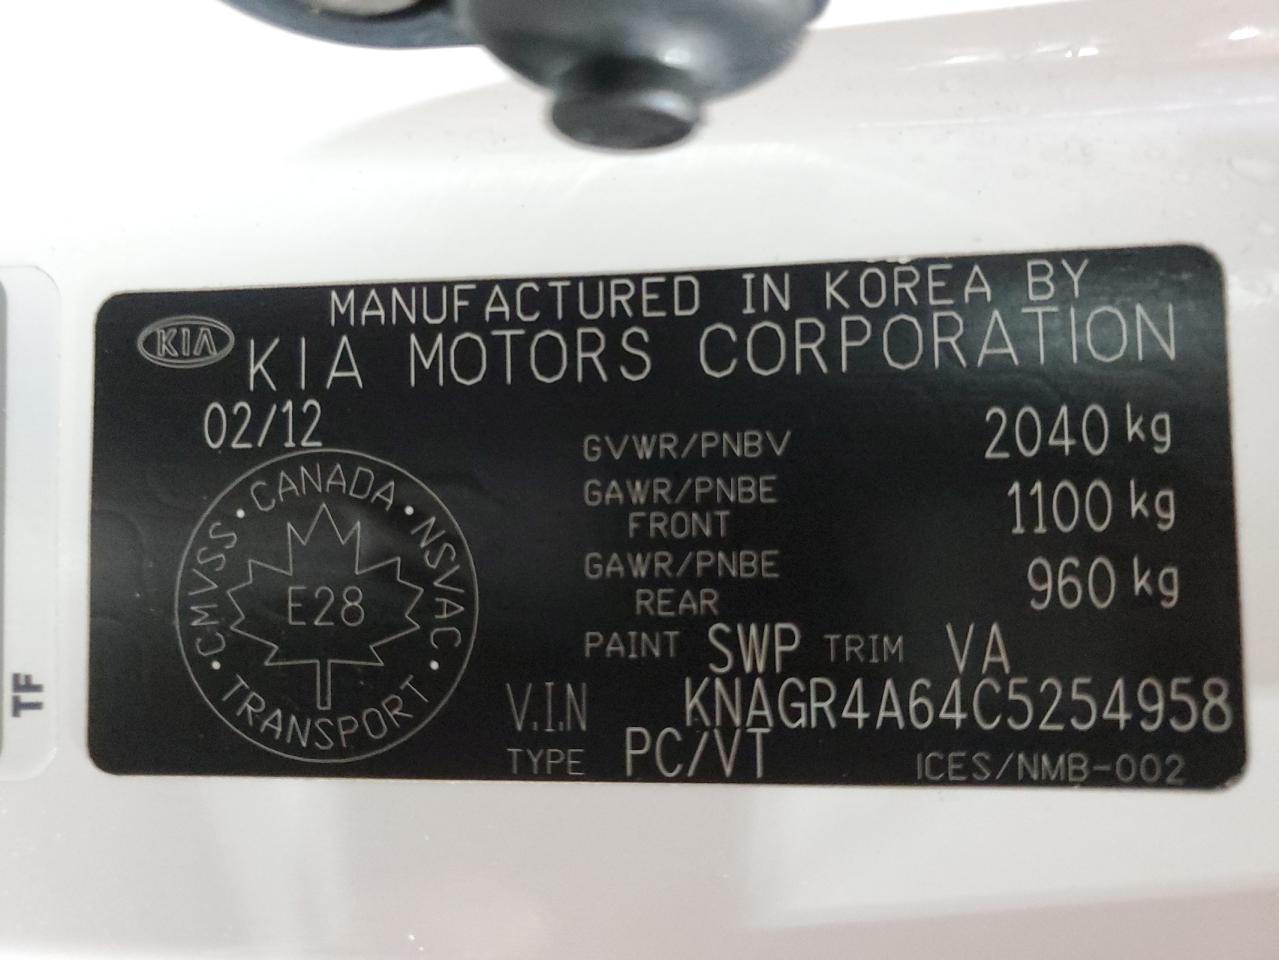 MANUFACTURED IN KOREA BY
KIA
KIA MOTORS CORPORATION
02/12
GVWR/PNBV 2040 kg
GAWR/PNBE FRONT 1100 kg
GAWR/PNBE REAR 960 kg
CMVSS · CANADA · NSVAC · TRANSPORT ·
E28
PAINT SWP TRIM VA
V.I.N KNAGR4A64C5254958
TYPE PC/VT ICES/NMB-002
TF